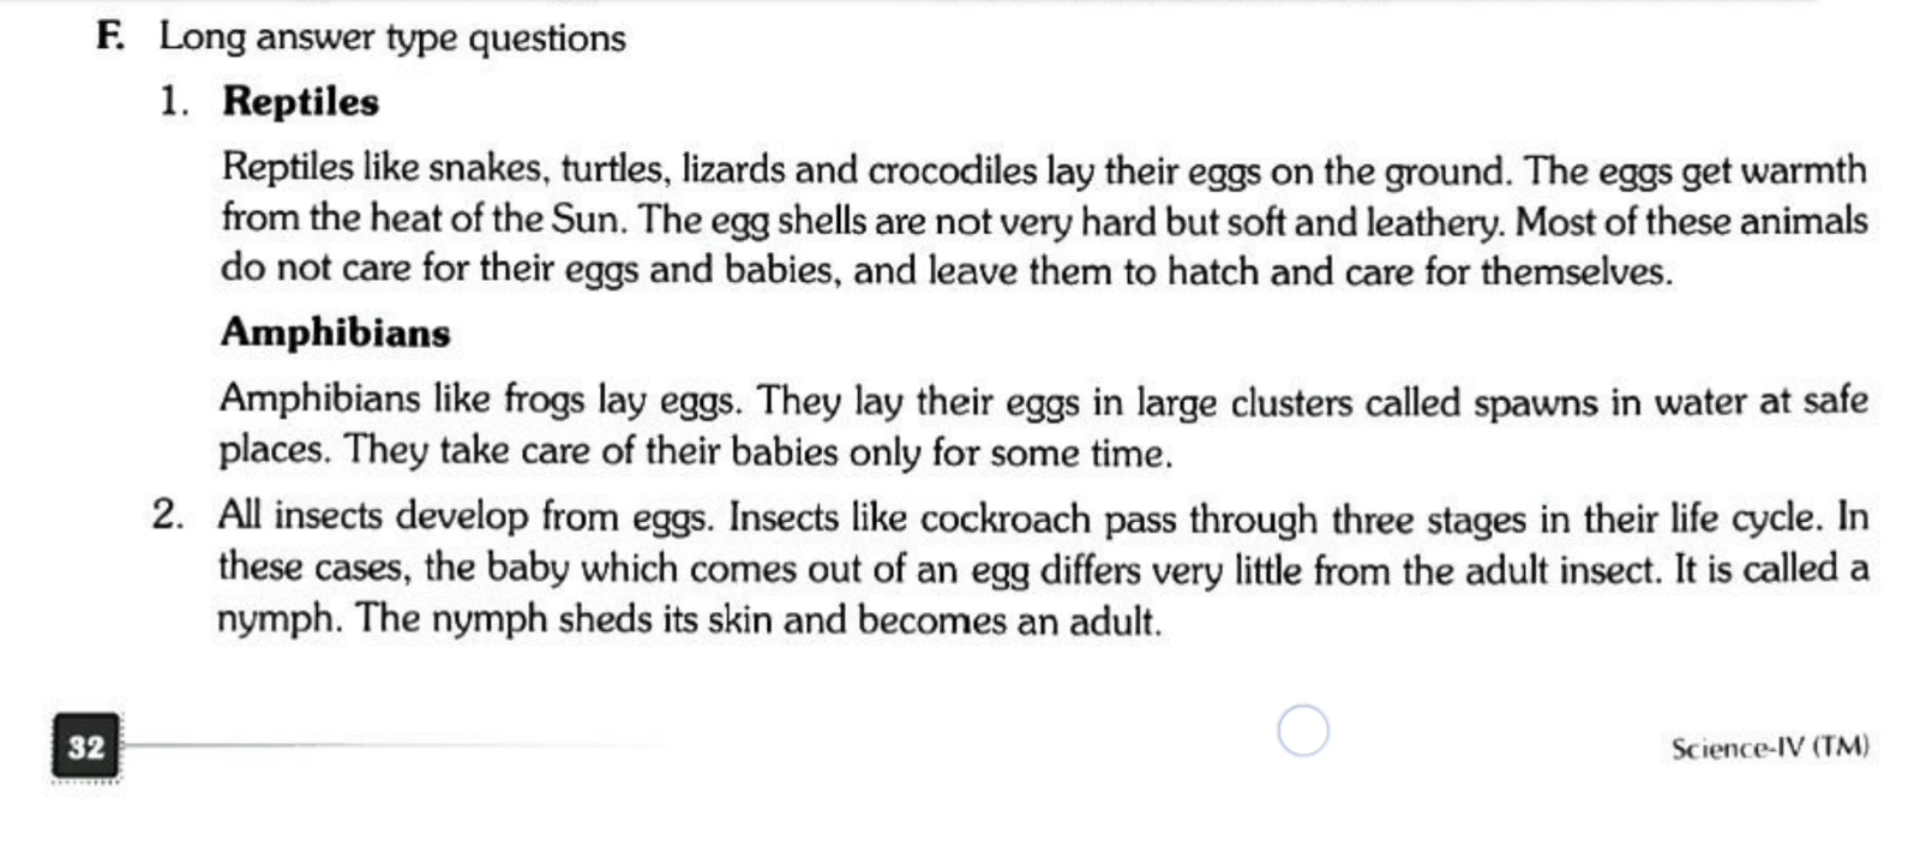 F. Long answer type questions
1. Reptiles
Reptiles like snakes, turtles, lizards and crocodiles lay their eggs on the ground. The eggs get warmth
from the heat of the Sun. The egg shells are not very hard but soft and leathery. Most of these animals
do not care for their eggs and babies, and leave them to hatch and care for themselves.
Amphibians
Amphibians like frogs lay eggs. They lay their eggs in large clusters called spawns in water at safe
places. They take care of their babies only for some time.
2. All insects develop from eggs. Insects like cockroach pass through three stages in their life cycle. In
these cases, the baby which comes out of an egg differs very little from the adult insect. It is called a
nymph. The nymph sheds its skin and becomes an adult.
32
Science-IV (TM)